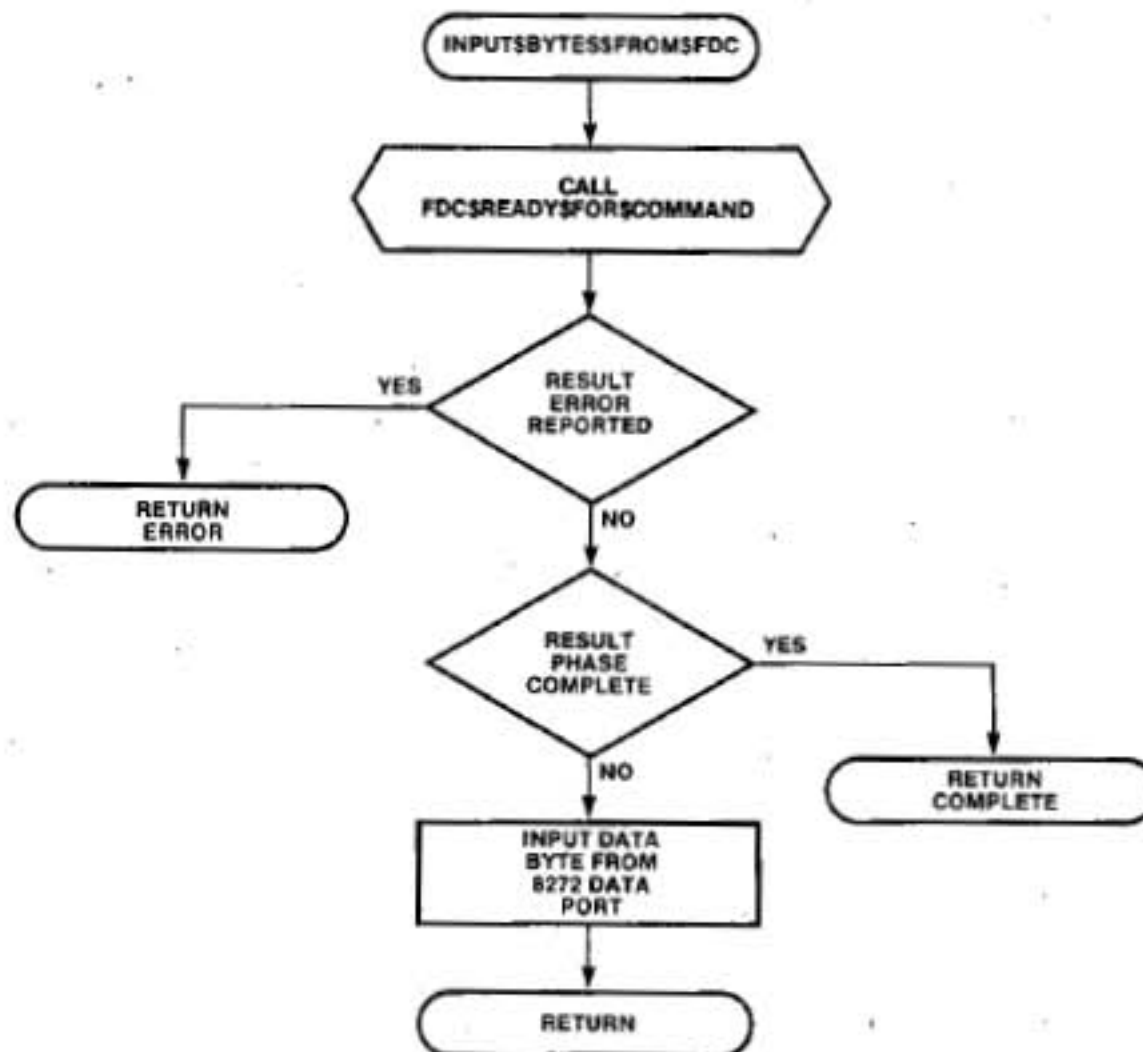 INPUT$BYTES$FROM$FDC
CALL
FDC$READY$FOR$COMMAND
YES
RESULT
ERROR
REPORTED
RETURN
ERROR
NO
RESULT
PHASE
COMPLETE
YES
NO
RETURN
COMPLETE
INPUT DATA
BYTE FROM
8272 DATA
PORT
RETURN